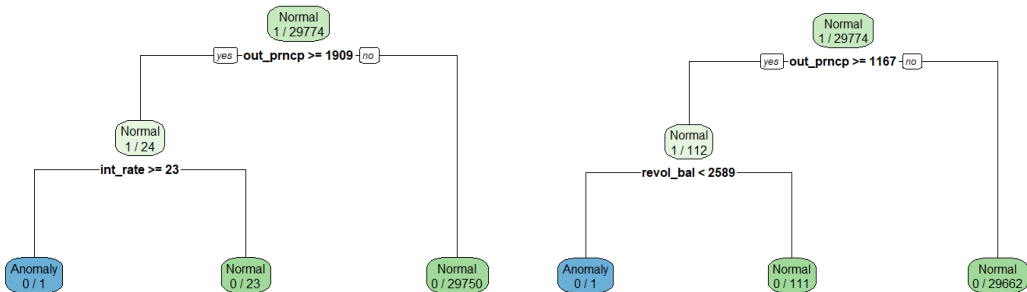 Normal
1 / 29774
yes out_prncp >= 1909 no
Normal
1 / 24
int_rate >= 23
Anomaly
0 / 1
Normal
0 / 23
Normal
0 / 29750
Normal
1 / 29774
yes out_prncp >= 1167 no
Normal
1 / 112
revol_bal < 2589
Anomaly
0 / 1
Normal
0 / 111
Normal
0 / 29662